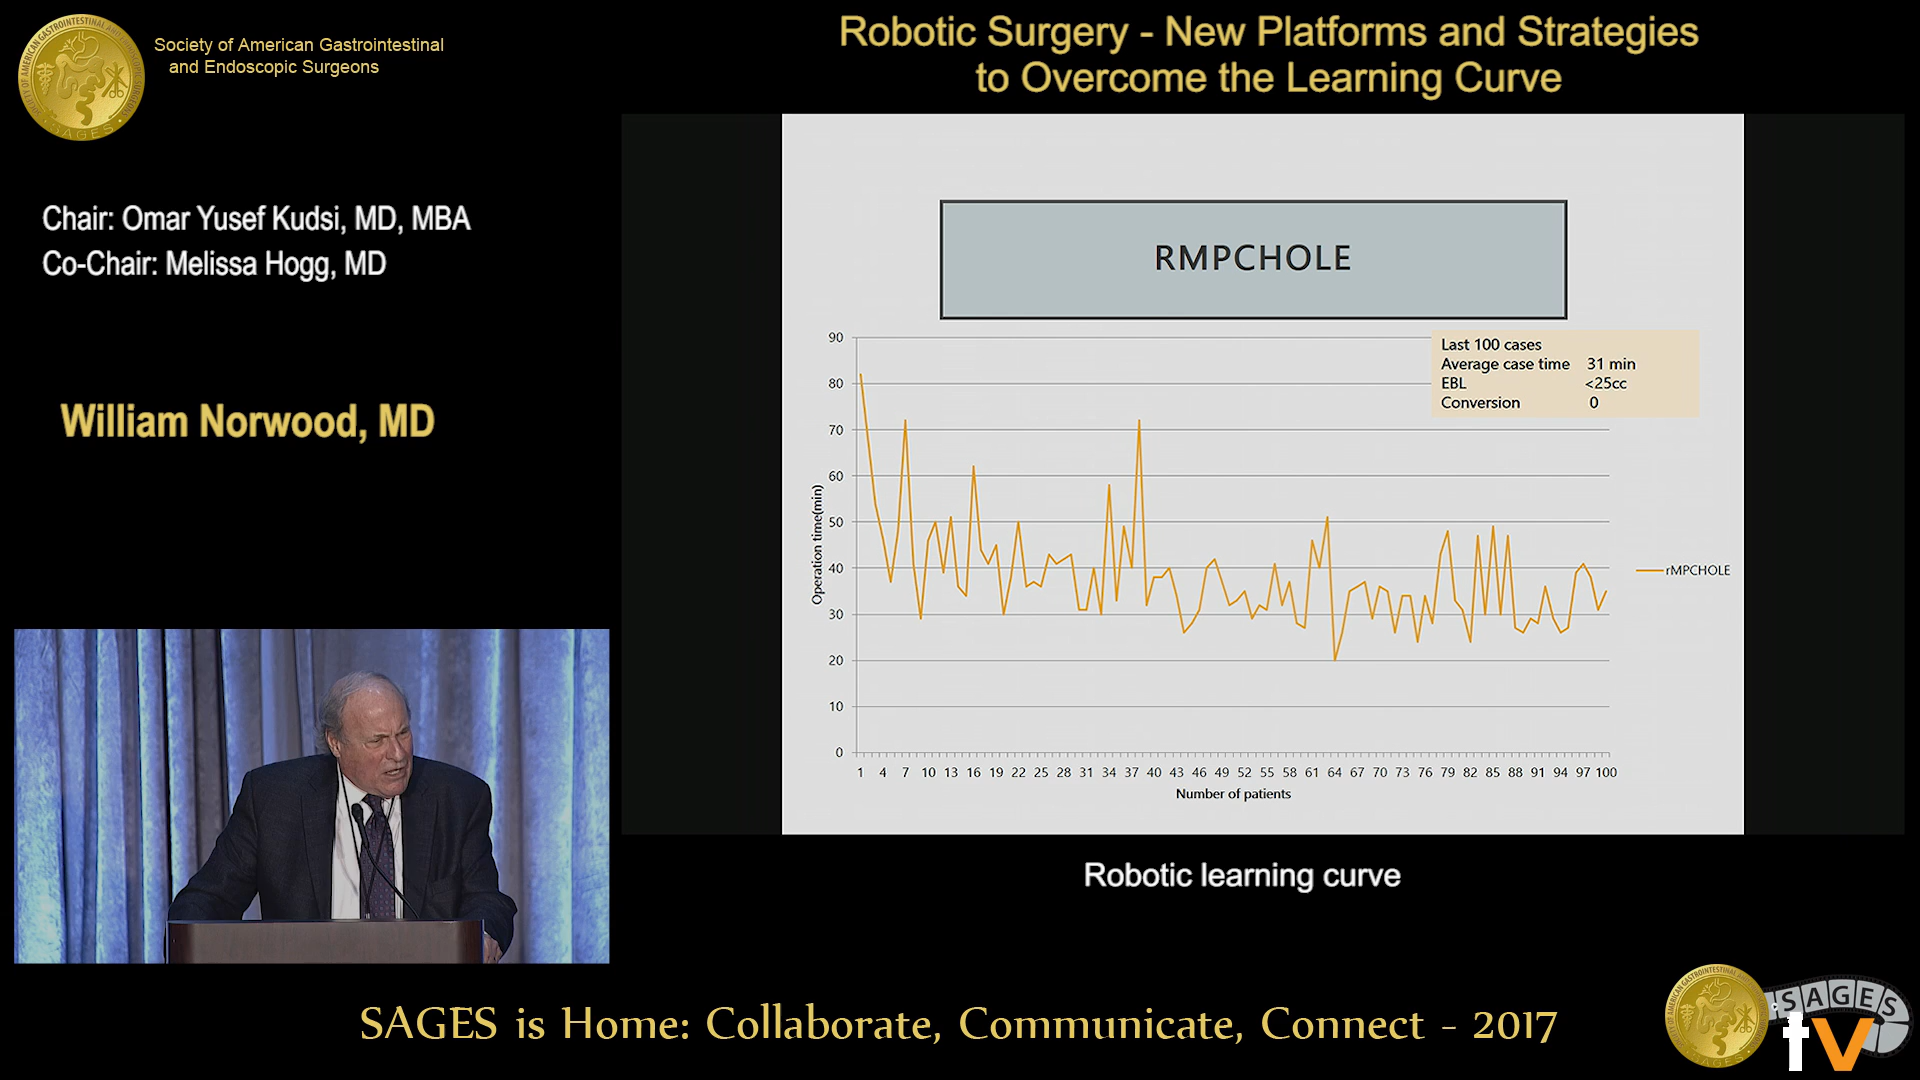 Society of American Gastrointestinal
and Endoscopic Surgeons
Robotic Surgery - New Platforms and Strategies
to Overcome the Learning Curve
Chair: Omar Yusef Kudsi, MD, MBA
Co-Chair: Melissa Hogg, MD
William Norwood, MD
RMPCHOLE
Last 100 cases
Average case time 31 min
EBL <25cc
Conversion 0
90
80
70
60
50
40
30
20
10
0
Operation time(min)
1 4 7 10 13 16 19 22 25 28 31 34 37 40 43 46 49 52 55 58 61 64 67 70 73 76 79 82 85 88 91 94 97 100
Number of patients
rMPCHOLE
Robotic learning curve
SAGES is Home: Collaborate, Communicate, Connect - 2017
SAGES
tv